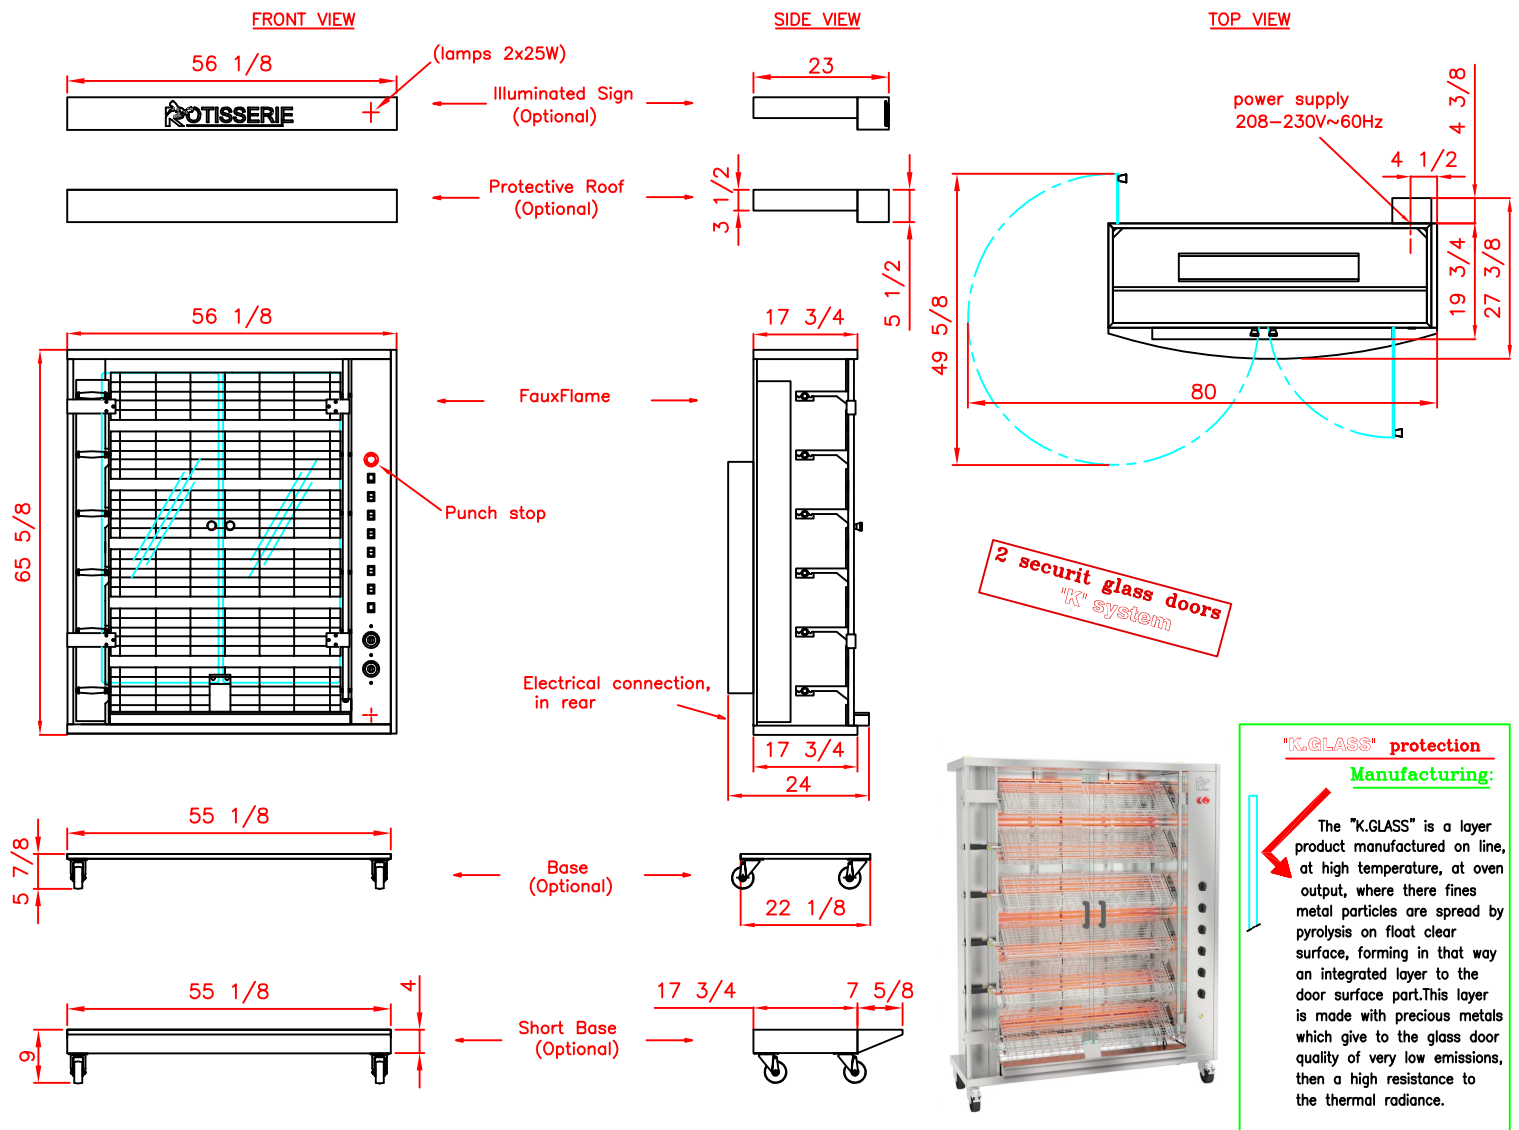 FRONT VIEW
SIDE VIEW
TOP VIEW
56 1/8
(lamps 2x25W)
ROTISSERIE
Illuminated Sign
(Optional)
23
power supply
208-230V~60Hz
4 3/8
4 1/2
Protective Roof
(Optional)
3 1/2
5 1/2
49 5/8
19 3/4
27 3/8
80
56 1/8
65 5/8
FauxFlame
Punch stop
17 3/4
Electrical connection,
in rear
17 3/4
24
2 securit glass doors
"K" system
55 1/8
5 7/8
Base
(Optional)
22 1/8
55 1/8
4
9
Short Base
(Optional)
17 3/4
7 5/8
"K.GLASS" protection
Manufacturing:
The "K.GLASS" is a layer
product manufactured on line,
at high temperature, at oven
output, where there fines
metal particles are spread by
pyrolysis on float clear
surface, forming in that way
an integrated layer to the
door surface part.This layer
is made with precious metals
which give to the glass door
quality of very low emissions,
then a high resistance to
the thermal radiance.